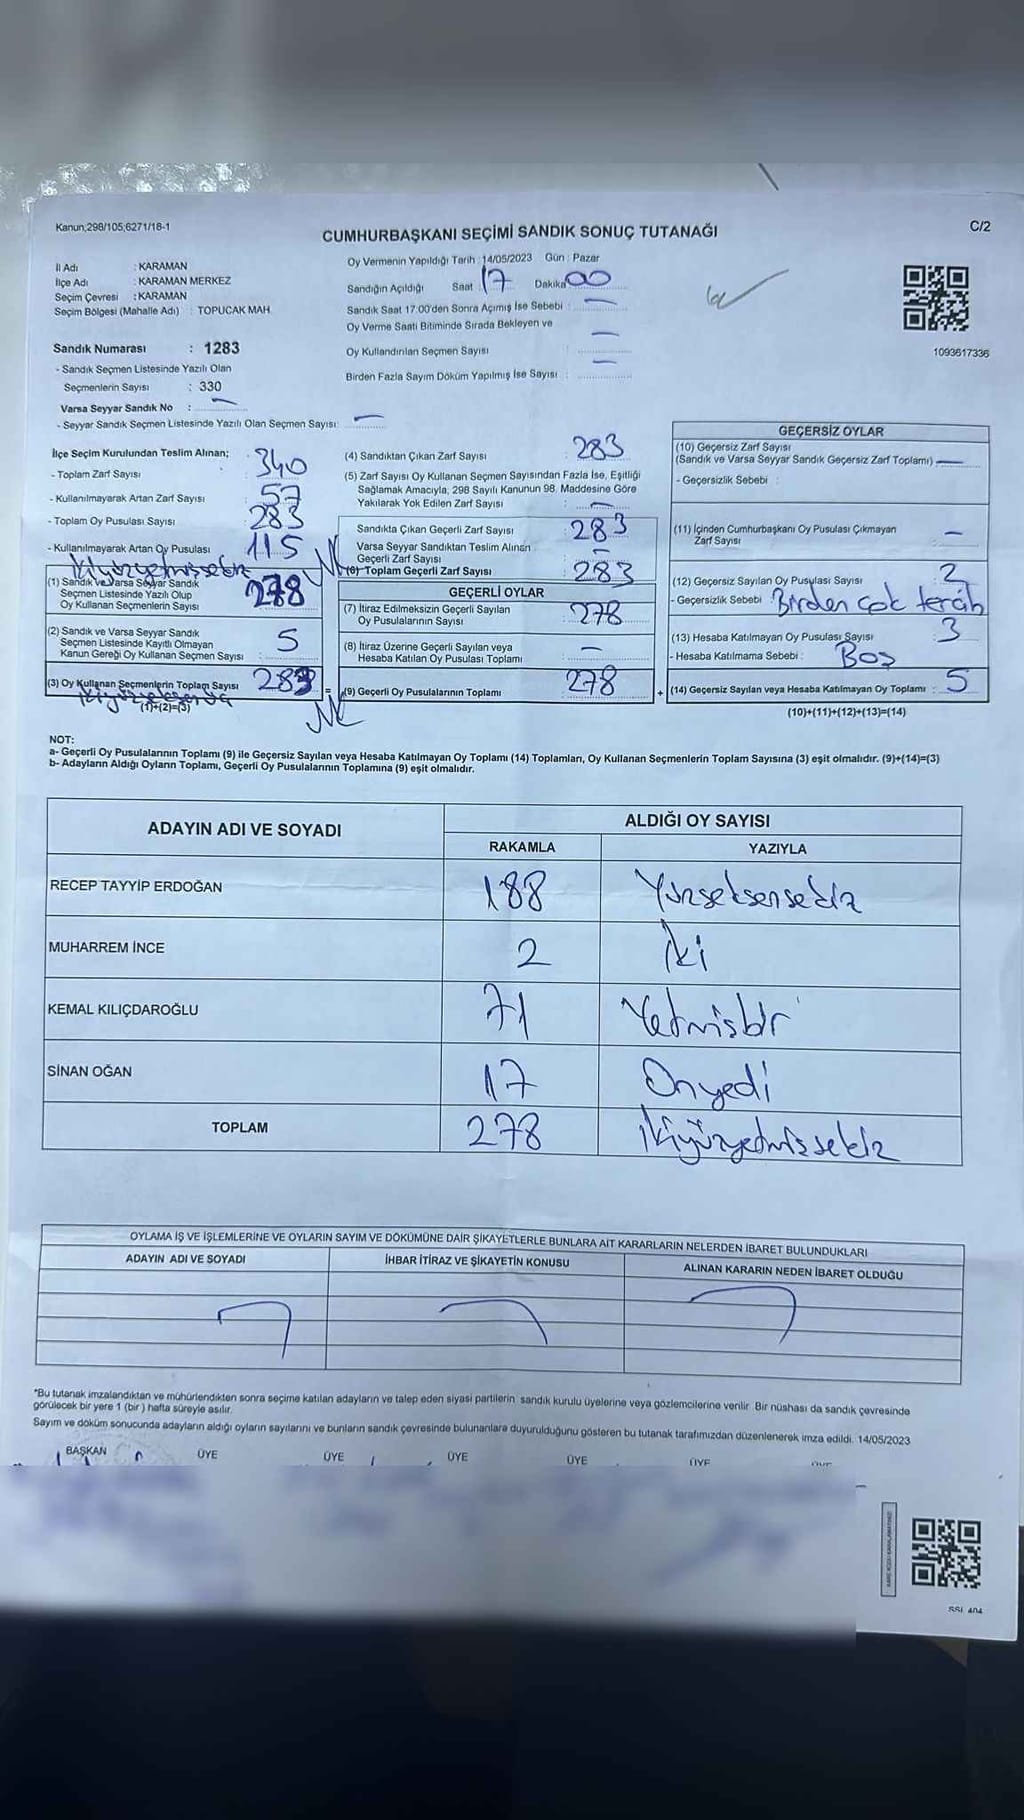 Kanun,298/105,6271/18-1
C/2
CUMHURBAŞKANI SEÇİMİ SANDIK SONUÇ TUTANAĞI
İl Adı : KARAMAN
İlçe Adı : KARAMAN MERKEZ
Seçim Çevresi : KARAMAN
Seçim Bölgesi (Mahalle Adı) : TOPUCAK MAH.
Sandık Numarası : 1283
- Sandık Seçmen Listesinde Yazılı Olan
Seçmenlerin Sayısı : 330
Varsa Seyyar Sandık No : —
- Seyyar Sandık Seçmen Listesinde Yazılı Olan Seçmen Sayısı: —
Oy Vermenin Yapıldığı Tarih : 14/05/2023 Gün : Pazar
Sandığın Açıldığı Saat : 17 Dakika 00
Sandık Saat 17:00'den Sonra Açımış İse Sebebi : —
Oy Verme Saati Bitiminde Sırada Bekleyen ve
Oy Kullandırılan Seçmen Sayısı : —
Birden Fazla Sayım Döküm Yapılmış İse Sayısı : —
1093617336
İlçe Seçim Kurulundan Teslim Alınan;
- Toplam Zarf Sayısı : 340
- Kullanılmayarak Artan Zarf Sayısı : 57
- Toplam Oy Pusulası Sayısı : 283
- Kullanılmayarak Artan Oy Pusulası : 115
ikiyüzyetmişsekiz
(1) Sandık ve Varsa Seyyar Sandık
Seçmen Listesinde Yazılı Olup
Oy Kullanan Seçmenlerin Sayısı : 278
(2) Sandık ve Varsa Seyyar Sandık
Seçmen Listesinde Kayıtlı Olmayan
Kanun Gereği Oy Kullanan Seçmen Sayısı : 5
(3) Oy Kullanan Seçmenlerin Toplam Sayısı 283
(1)+(2)=(3)
(4) Sandıktan Çıkan Zarf Sayısı : 283
(5) Zarf Sayısı Oy Kullanan Seçmen Sayısından Fazla İse, Eşitliği
Sağlamak Amacıyla, 298 Sayılı Kanunun 98. Maddesine Göre
Yakılarak Yok Edilen Zarf Sayısı : —
Sandıkta Çıkan Geçerli Zarf Sayısı : 283
Varsa Seyyar Sandıktan Teslim Alınan
Geçerli Zarf Sayısı : —
(6) Toplam Geçerli Zarf Sayısı : 283
GEÇERLİ OYLAR
(7) İtiraz Edilmeksizin Geçerli Sayılan
Oy Pusulalarının Sayısı : 278
(8) İtiraz Üzerine Geçerli Sayılan veya
Hesaba Katılan Oy Pusulası Toplamı : —
= (9) Geçerli Oy Pusulalarının Toplamı : 278 +
GEÇERSİZ OYLAR
(10) Geçersiz Zarf Sayısı
(Sandık ve Varsa Seyyar Sandık Geçersiz Zarf Toplamı) —
- Geçersizlik Sebebi :
(11) İçinden Cumhurbaşkanı Oy Pusulası Çıkmayan
Zarf Sayısı : —
(12) Geçersiz Sayılan Oy Pusulası Sayısı : 2
- Geçersizlik Sebebi : Birden çok tercih
(13) Hesaba Katılmayan Oy Pusulası Sayısı : 3
- Hesaba Katılmama Sebebi : Boş
(14) Geçersiz Sayılan veya Hesaba Katılmayan Oy Toplamı : 5
(10)+(11)+(12)+(13)=(14)
NOT:
a- Geçerli Oy Pusulalarının Toplamı (9) ile Geçersiz Sayılan veya Hesaba Katılmayan Oy Toplamı (14) Toplamları, Oy Kullanan Seçmenlerin Toplam Sayısına (3) eşit olmalıdır. (9)+(14)=(3)
b- Adayların Aldığı Oyların Toplamı, Geçerli Oy Pusulalarının Toplamına (9) eşit olmalıdır.
ADAYIN ADI VE SOYADI ALDIĞI OY SAYISI
RAKAMLA YAZIYLA
RECEP TAYYİP ERDOĞAN 188 Yüzseksensekiz
MUHARREM İNCE 2 İki
KEMAL KILIÇDAROĞLU 71 Yetmişbir
SİNAN OĞAN 17 Onyedi
TOPLAM 278 ikiyüzyetmişsekiz
OYLAMA İŞ VE İŞLEMLERİNE VE OYLARIN SAYIM VE DÖKÜMÜNE DAİR ŞİKAYETLERLE BUNLARA AİT KARARLARIN NELERDEN İBARET BULUNDUKLARI
ADAYIN ADI VE SOYADI İHBAR İTİRAZ VE ŞİKAYETİN KONUSU ALINAN KARARIN NEDEN İBARET OLDUĞU
*Bu tutanak imzalandıktan ve mühürlendikten sonra seçime katılan adayların ve talep eden siyasi partilerin sandık kurulu üyelerine veya gözlemcilerine verilir. Bir nüshası da sandık çevresinde
görülecek bir yere 1 (bir) hafta süreyle asılır.
Sayım ve döküm sonucunda adayların aldığı oyların sayılarını ve bunların sandık çevresinde bulunanlara duyurulduğunu gösteren bu tutanak tarafımızdan düzenlenerek imza edildi. 14/05/2023
BAŞKAN ÜYE ÜYE ÜYE ÜYE ÜYE